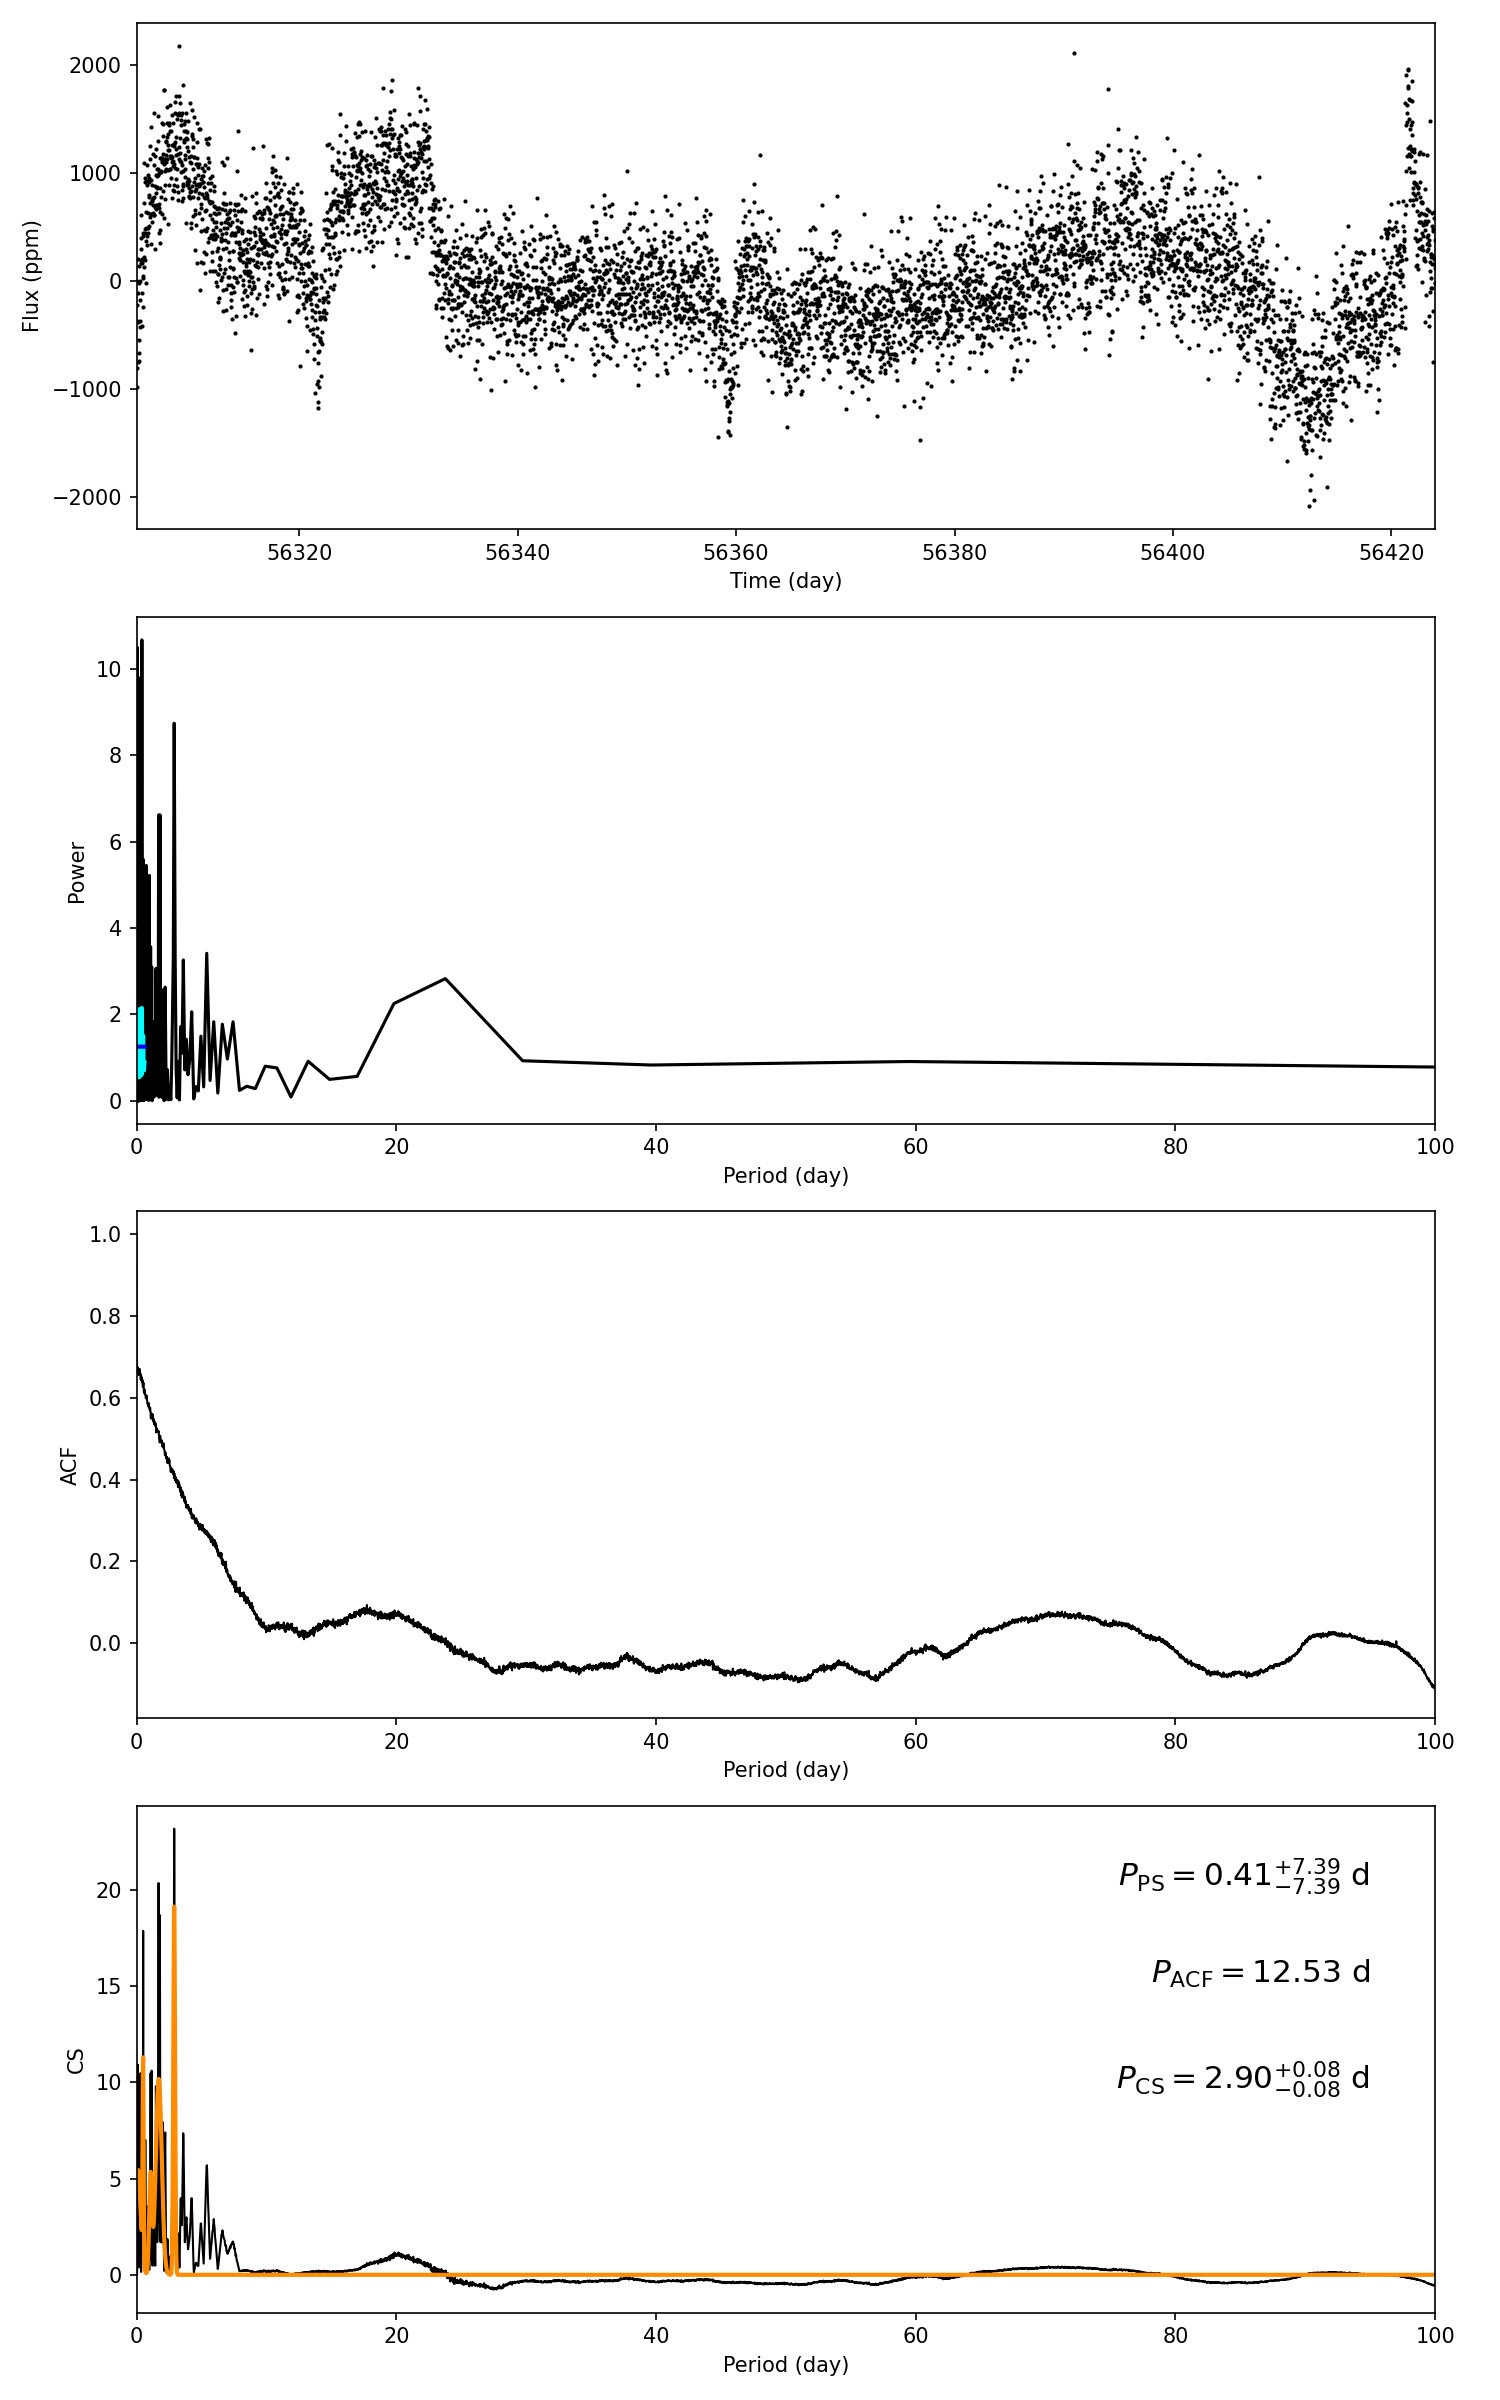 2000
1000
0
−1000
−2000
Flux (ppm)
56320 56340 56360 56380 56400 56420
Time (day)
10
8
6
4
2
0
Power
0 20 40 60 80 100
Period (day)
1.0
0.8
0.6
0.4
0.2
0.0
ACF
0 20 40 60 80 100
Period (day)
20
15
10
5
0
CS
P_PS = 0.41 +7.39 −7.39 d
P_ACF = 12.53 d
P_CS = 2.90 +0.08 −0.08 d
0 20 40 60 80 100
Period (day)